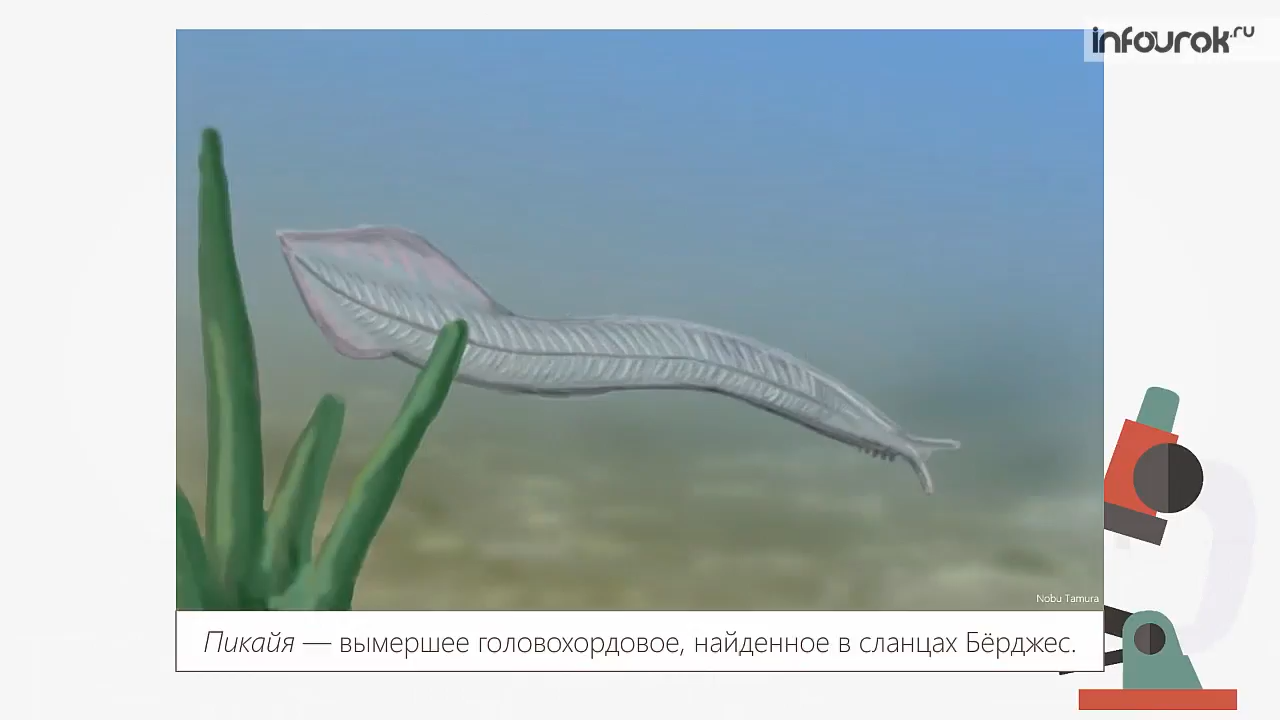 infourok.ru
Nobu Tamura
Пикайя — вымершее головохордовое, найденное в сланцах Бёрджес.